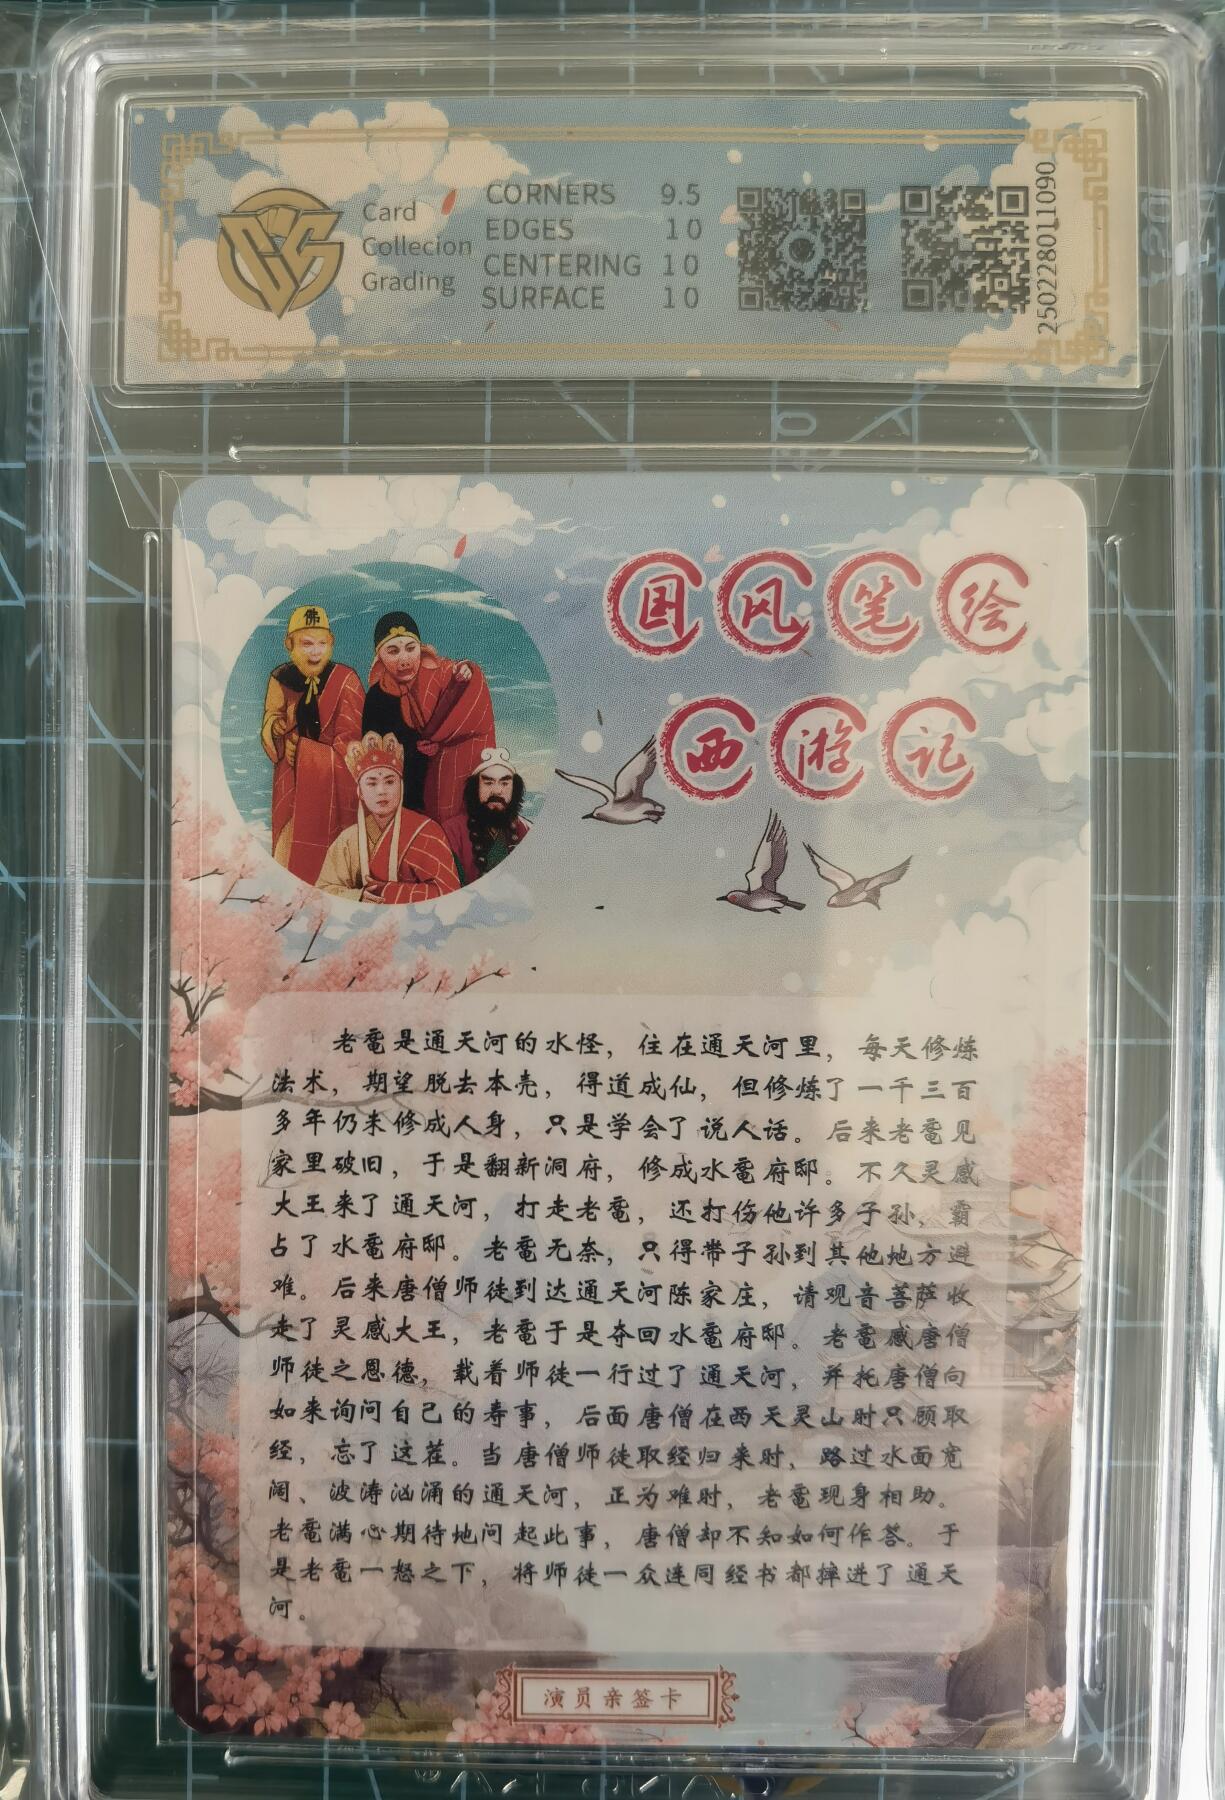 Card
Collecion
Grading
CORNERS 9.5
EDGES 10
CENTERING 10
SURFACE 10
250228011090
国风笔绘
西游记
佛
老鼋是通天河的水怪，住在通天河里，每天修炼
法术，期望脱去本壳，得道成仙，但修炼了一千三百
多年仍未修成人身，只是学会了说人话。后来老鼋见
家里破旧，于是翻新洞府，修成水鼋府邸。不久灵感
大王来了通天河，打走老鼋，还打伤他许多子孙，霸
占了水鼋府邸。老鼋无奈，只得带子孙到其他地方避
难。后来唐僧师徒到达通天河陈家庄，请观音菩萨收
走了灵感大王，老鼋于是夺回水鼋府邸。老鼋感唐僧
师徒之恩德，载着师徒一行过了通天河，并托唐僧向
如来询问自己的寿事，后面唐僧在西天灵山时只顾取
经，忘了这茬。当唐僧师徒取经归来时，路过水面宽
阔、波涛汹涌的通天河，正为难时，老鼋现身相助。
老鼋满心期待地问起此事，唐僧却不知如何作答。于
是老鼋一怒之下，将师徒一众连同经书都摔进了通天
河。
演员亲签卡